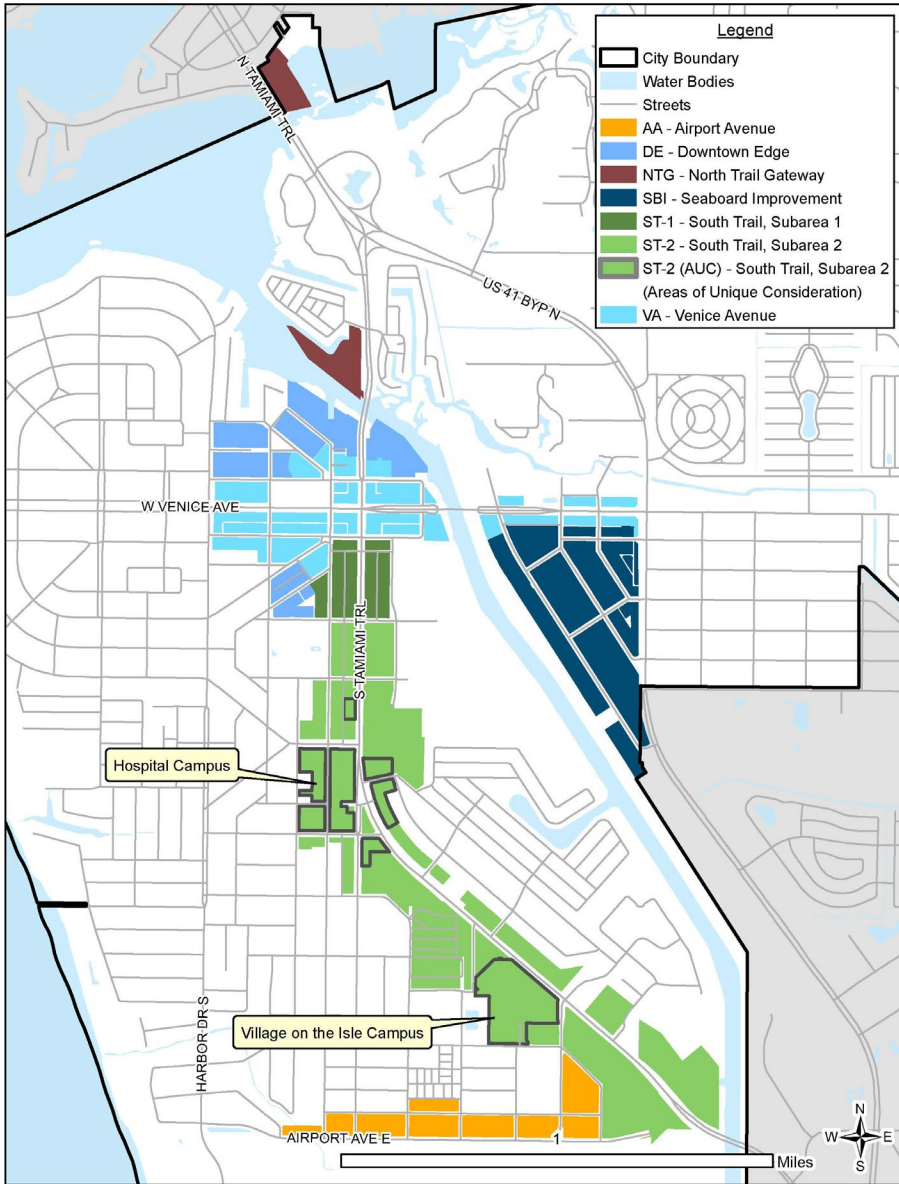 Legend
City Boundary
Water Bodies
Streets
AA - Airport Avenue
DE - Downtown Edge
NTG - North Trail Gateway
SBI - Seaboard Improvement
ST-1 - South Trail, Subarea 1
ST-2 - South Trail, Subarea 2
ST-2 (AUC) - South Trail, Subarea 2
(Areas of Unique Consideration)
VA - Venice Avenue
N TAMIAMI TRL
US 41 BYP N
W VENICE AVE
S TAMIAMI TRL
Hospital Campus
HARBOR DR S
Village on the Isle Campus
AIRPORT AVE E
1
Miles
N
W E
S